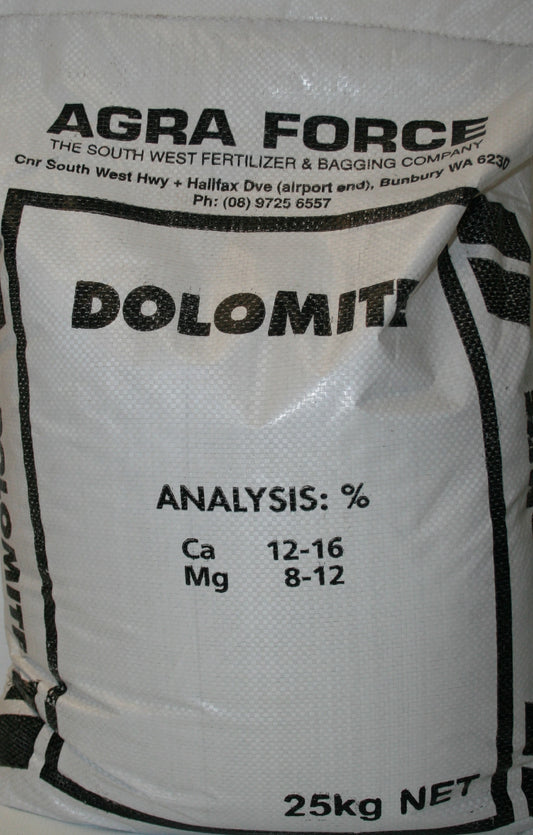 AGRA FORCE
THE SOUTH WEST FERTILIZER & BAGGING COMPANY
Cnr South West Hwy + Halifax Dve (airport end), Bunbury WA 6230
Ph: (08) 9725 6557
DOLOMITE
ANALYSIS: %
Ca 12-16
Mg 8-12
25kg NET
DOLOMITE